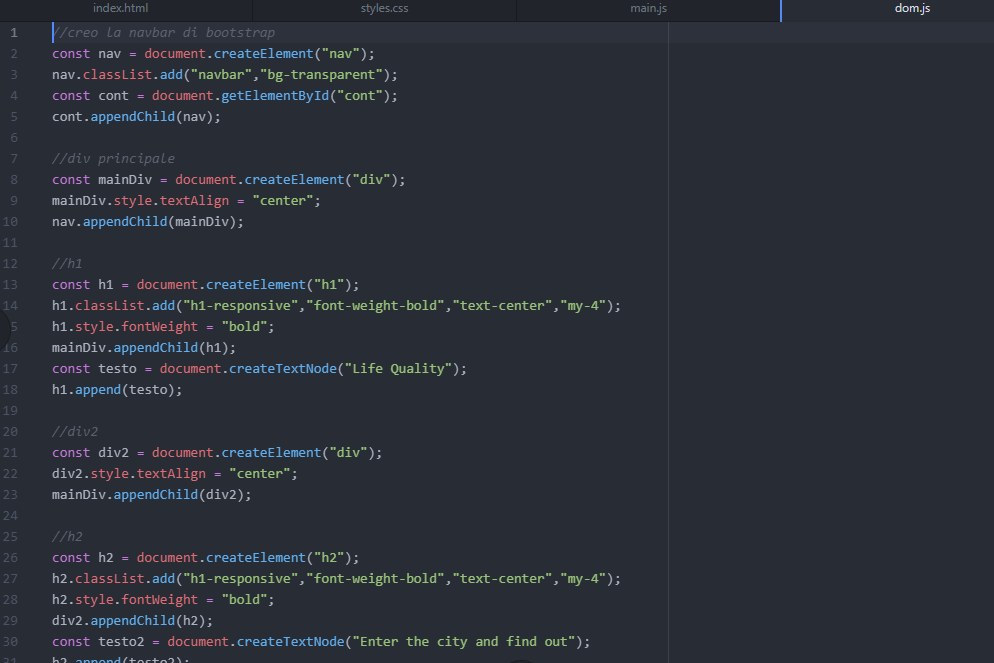 index.html styles.css main.js dom.js
1 //creo la navbar di bootstrap
2 const nav = document.createElement("nav");
3 nav.classList.add("navbar","bg-transparent");
4 const cont = document.getElementById("cont");
5 cont.appendChild(nav);
6
7 //div principale
8 const mainDiv = document.createElement("div");
9 mainDiv.style.textAlign = "center";
10 nav.appendChild(mainDiv);
11
12 //h1
13 const h1 = document.createElement("h1");
14 h1.classList.add("h1-responsive","font-weight-bold","text-center","my-4");
5 h1.style.fontWeight = "bold";
16 mainDiv.appendChild(h1);
17 const testo = document.createTextNode("Life Quality");
18 h1.append(testo);
19
20 //div2
21 const div2 = document.createElement("div");
22 div2.style.textAlign = "center";
23 mainDiv.appendChild(div2);
24
25 //h2
26 const h2 = document.createElement("h2");
27 h2.classList.add("h1-responsive","font-weight-bold","text-center","my-4");
28 h2.style.fontWeight = "bold";
29 div2.appendChild(h2);
30 const testo2 = document.createTextNode("Enter the city and find out");
31 h2.append(testo2);